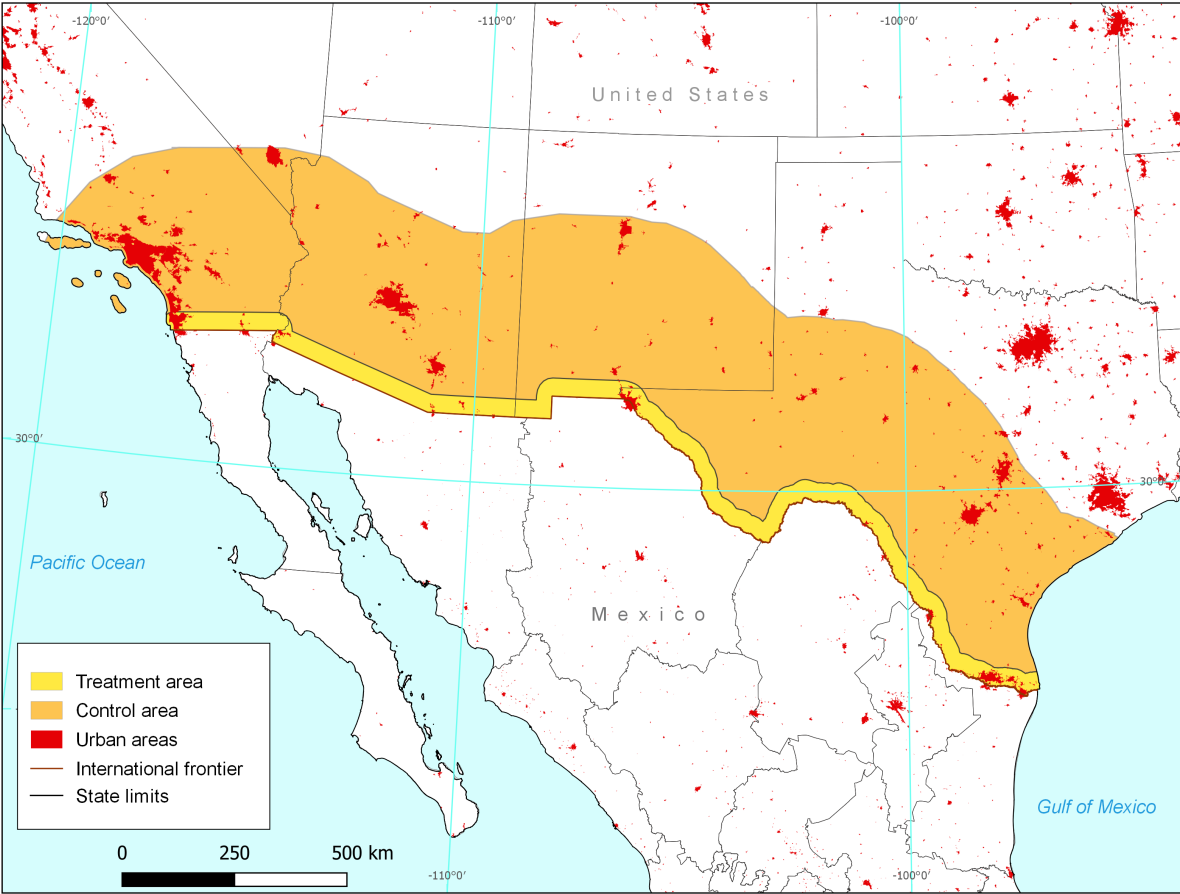 -120°0' -110°0' -100°0'
United States
30°0' 30°0'
Pacific Ocean
Mexico
Treatment area
Control area
Urban areas
International frontier
State limits
Gulf of Mexico
0 250 500 km
-110°0' -100°0'